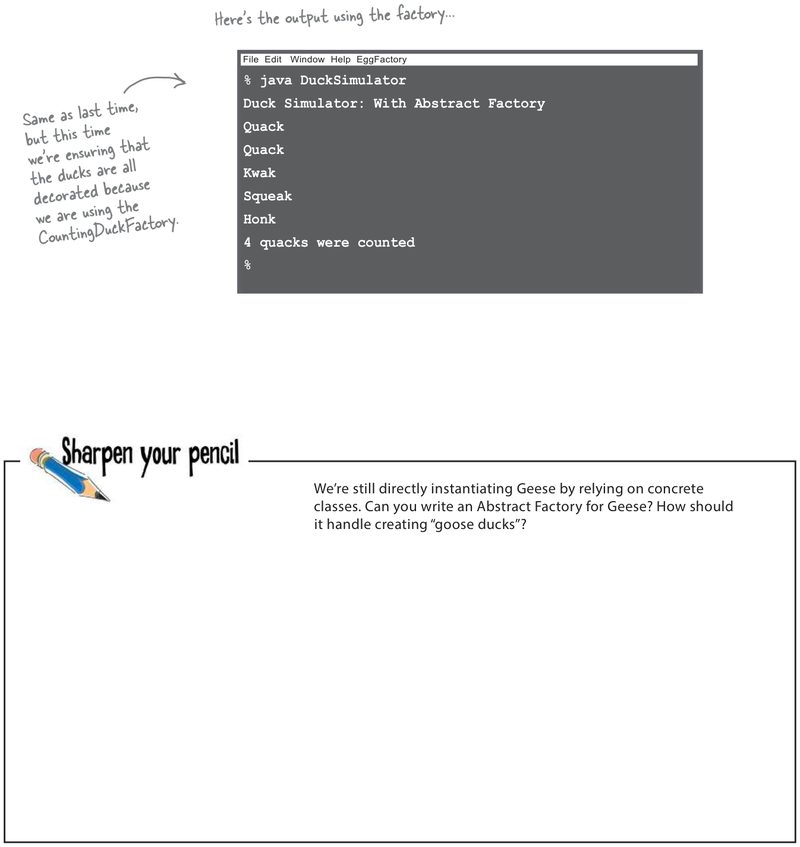 Here's the output using the factory...
File Edit Window Help EggFactory
% java DuckSimulator
Duck Simulator: With Abstract Factory
Quack
Quack
Kwak
Squeak
Honk
4 quacks were counted
%
Same as last time,
but this time
we're ensuring that
the ducks are all
decorated because
we are using the
CountingDuckFactory.
Sharpen your pencil
We're still directly instantiating Geese by relying on concrete
classes. Can you write an Abstract Factory for Geese? How should
it handle creating “goose ducks”?